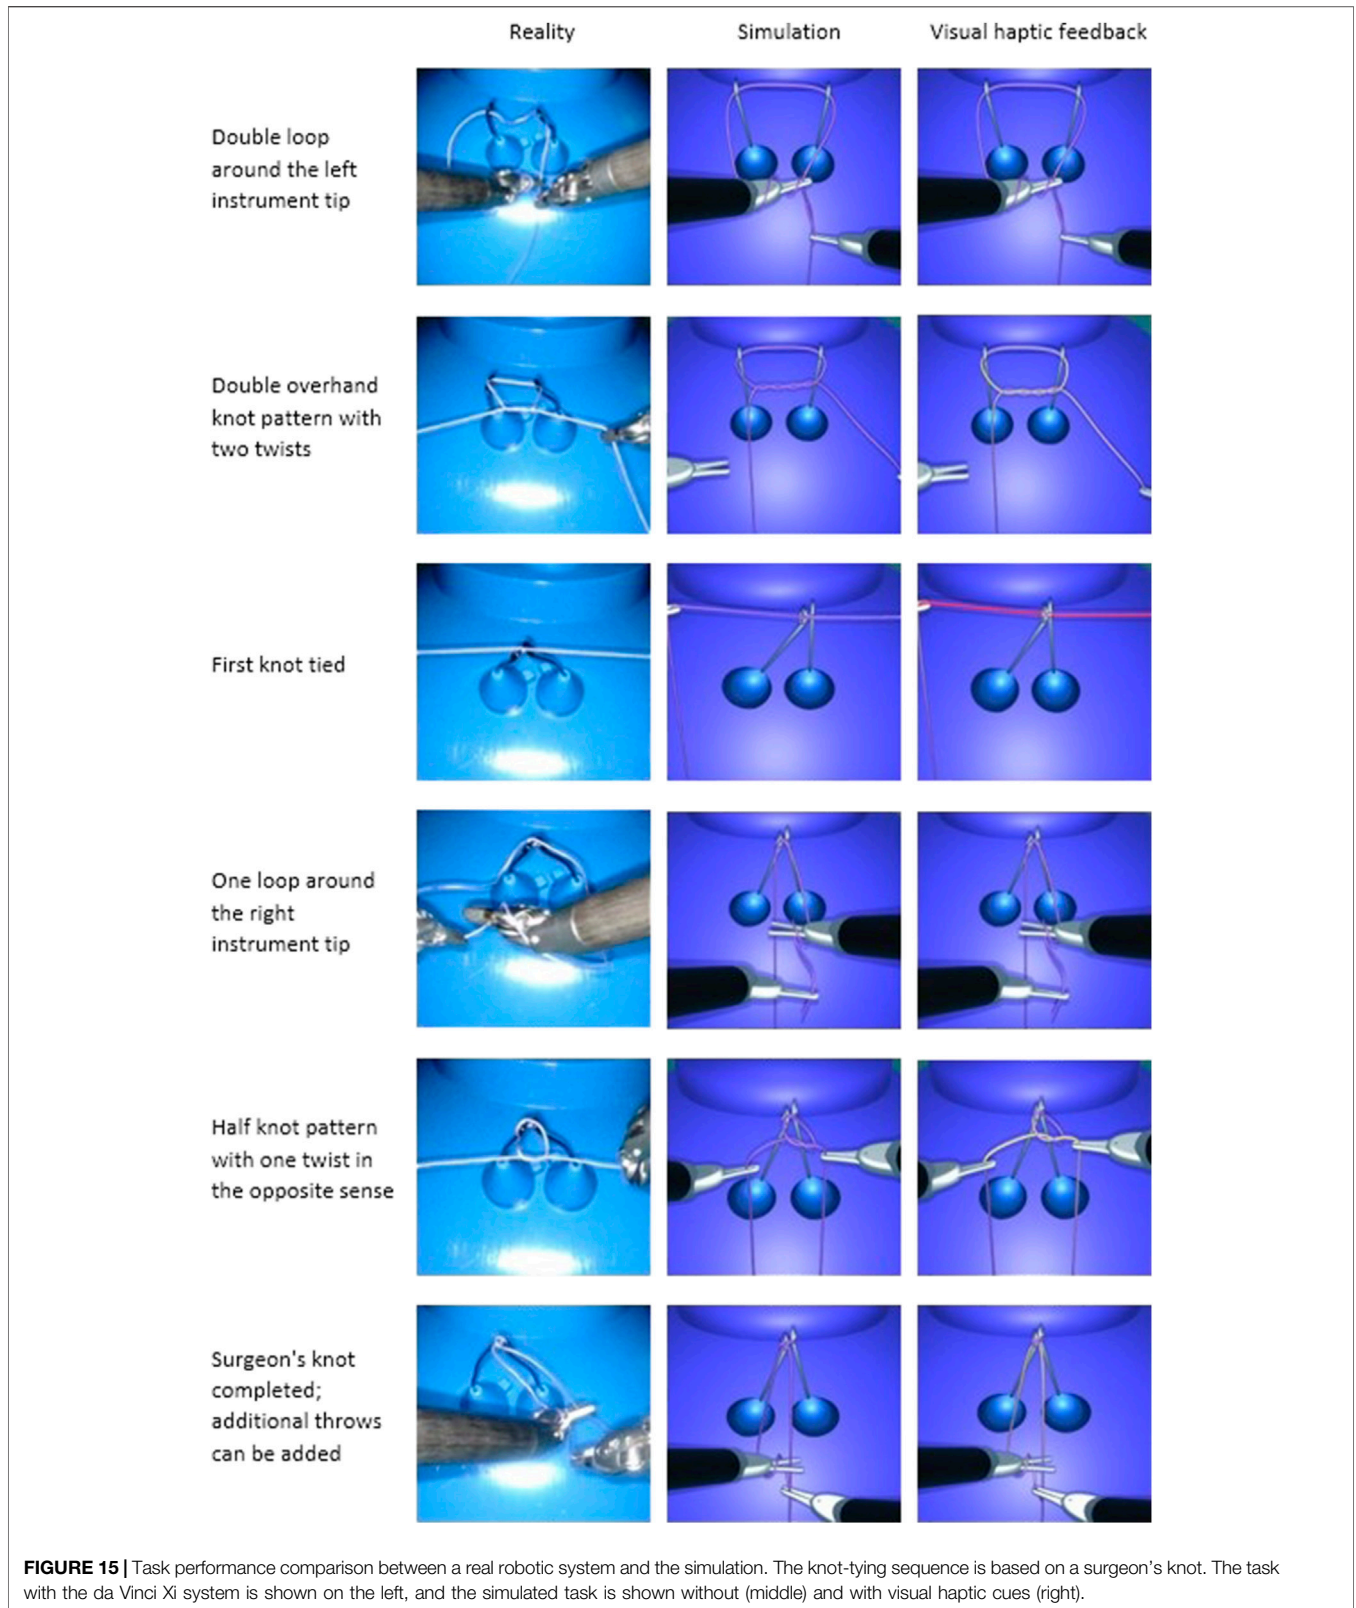 Reality Simulation Visual haptic feedback
Double loop
around the left
instrument tip
Double overhand
knot pattern with
two twists
First knot tied
One loop around
the right
instrument tip
Half knot pattern
with one twist in
the opposite sense
Surgeon's knot
completed;
additional throws
can be added
FIGURE 15 | Task performance comparison between a real robotic system and the simulation. The knot-tying sequence is based on a surgeon’s knot. The task
with the da Vinci Xi system is shown on the left, and the simulated task is shown without (middle) and with visual haptic cues (right).